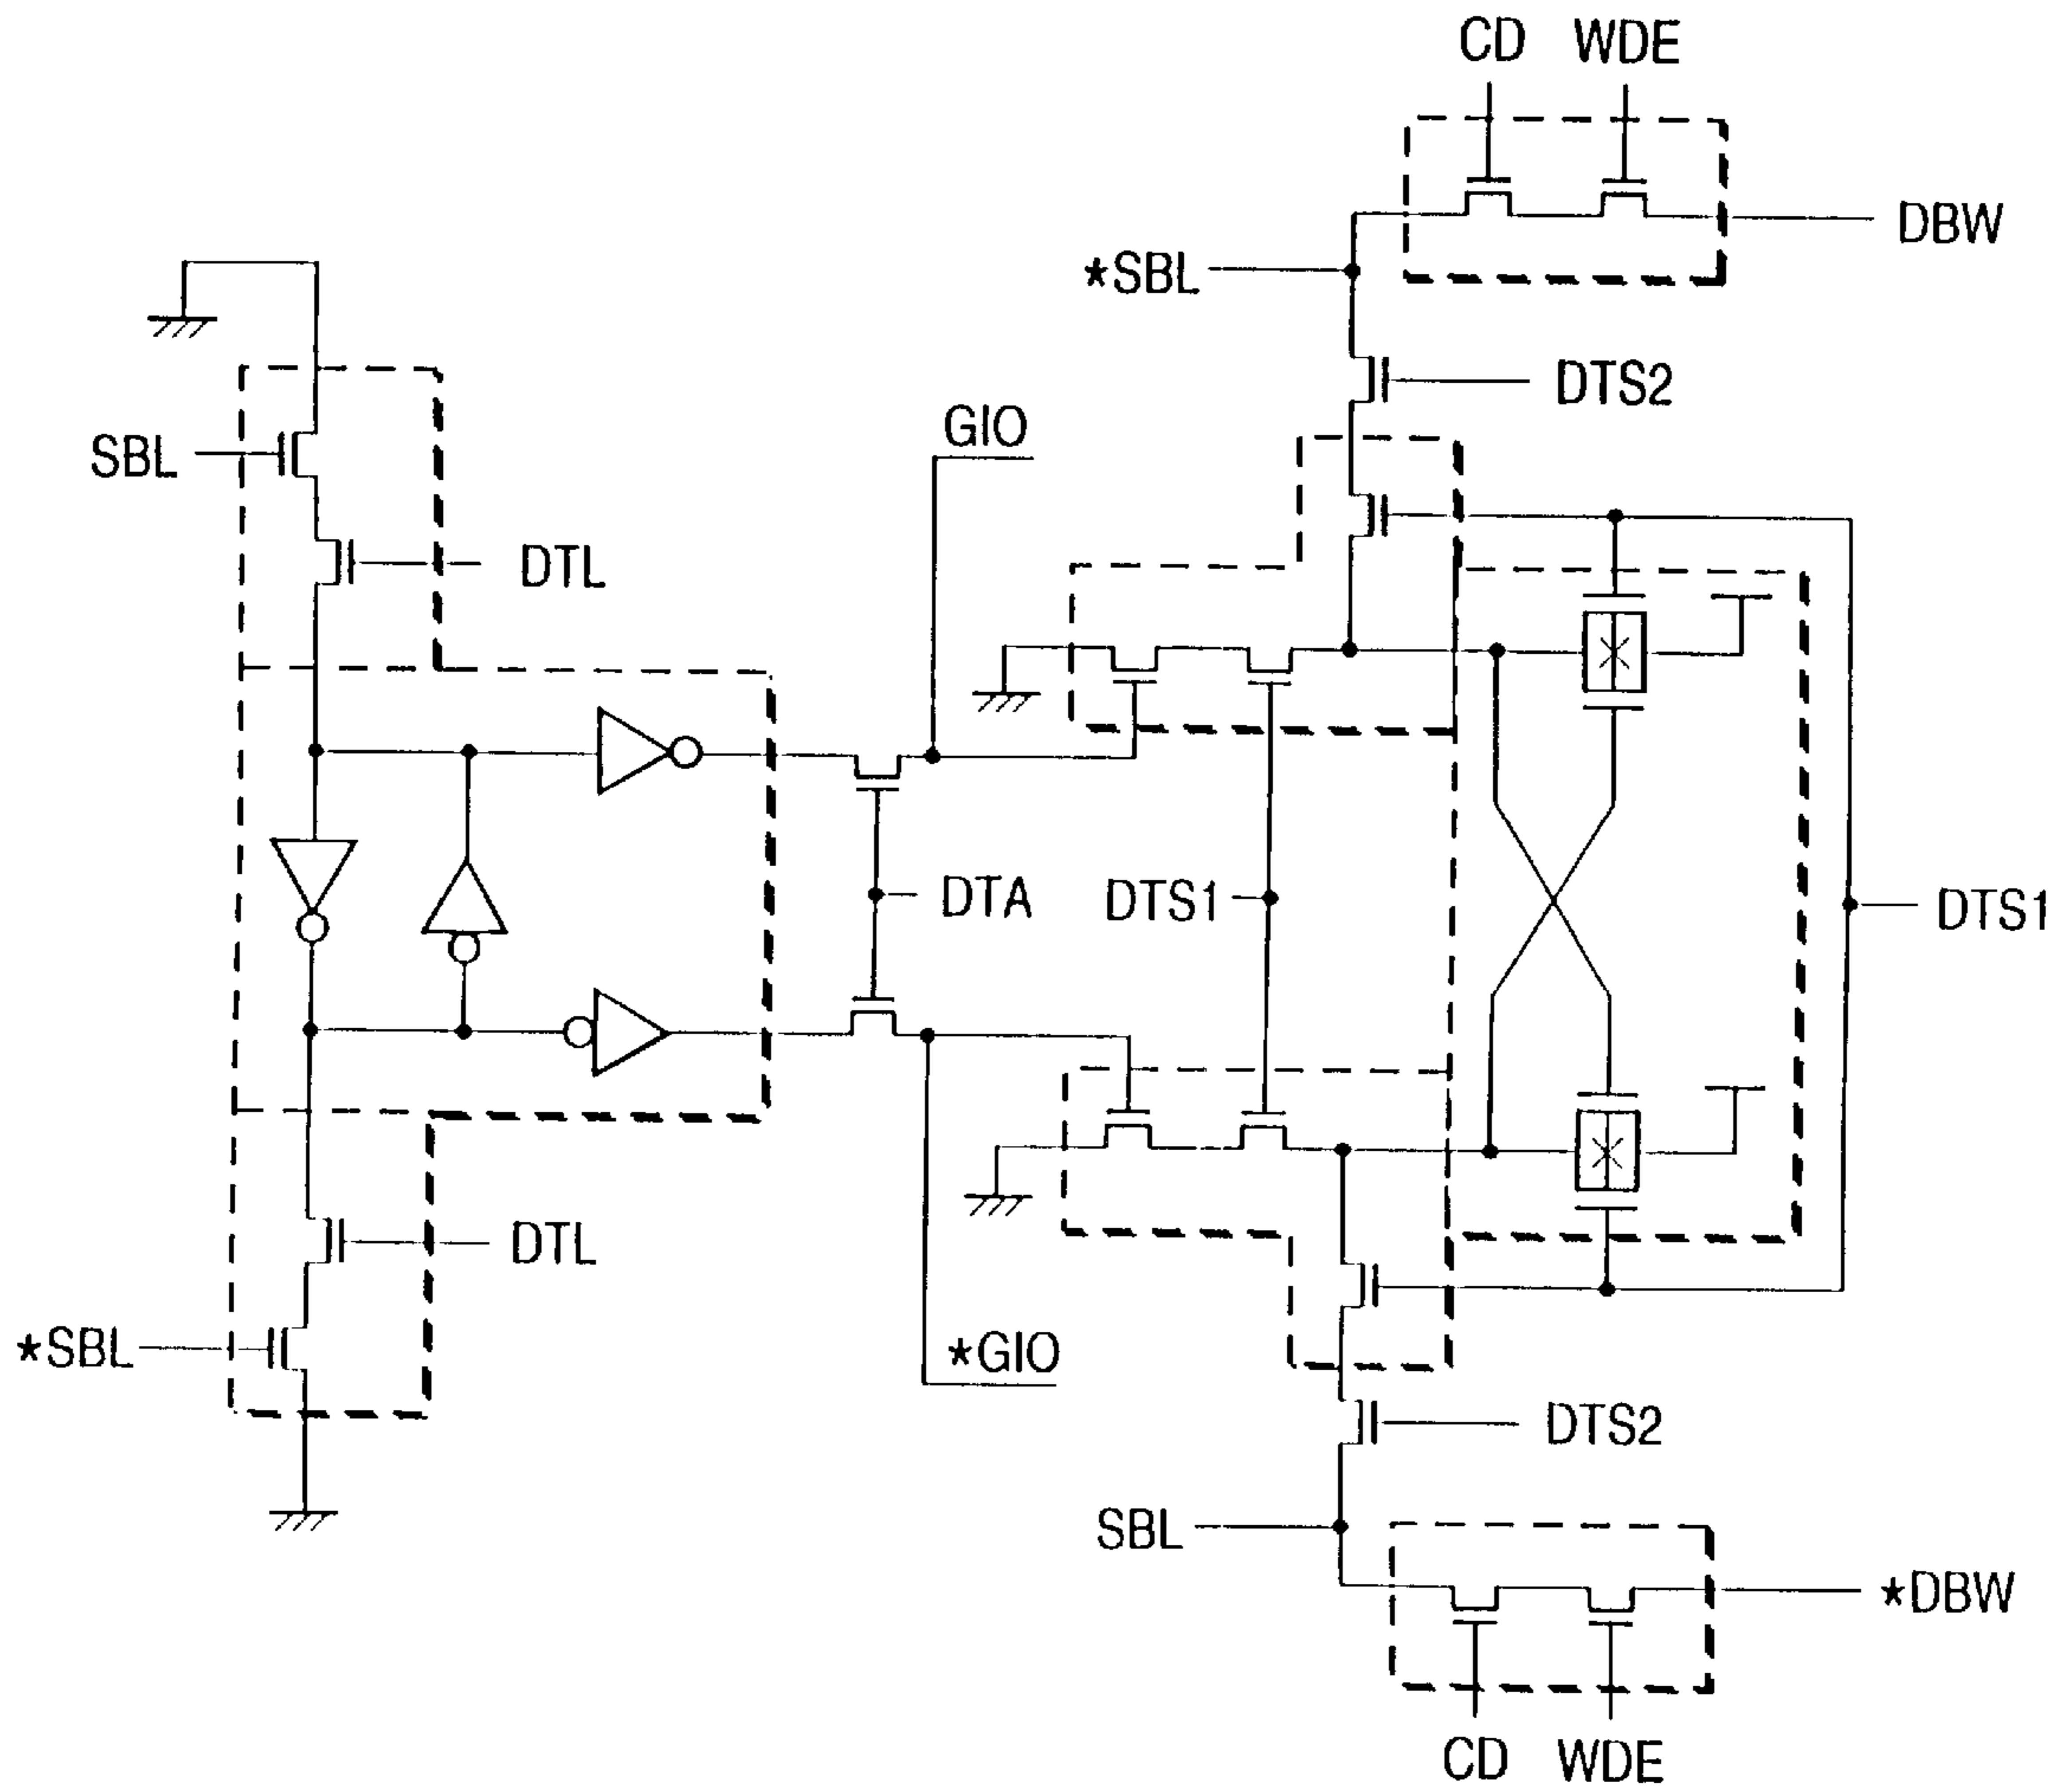 CD WDE
DBW
*SBL
DTS2
GIO
SBL
DTL
DTA
DTS1
DTS1
DTL
*SBL
*GIO
DTS2
SBL
*DBW
CD WDE